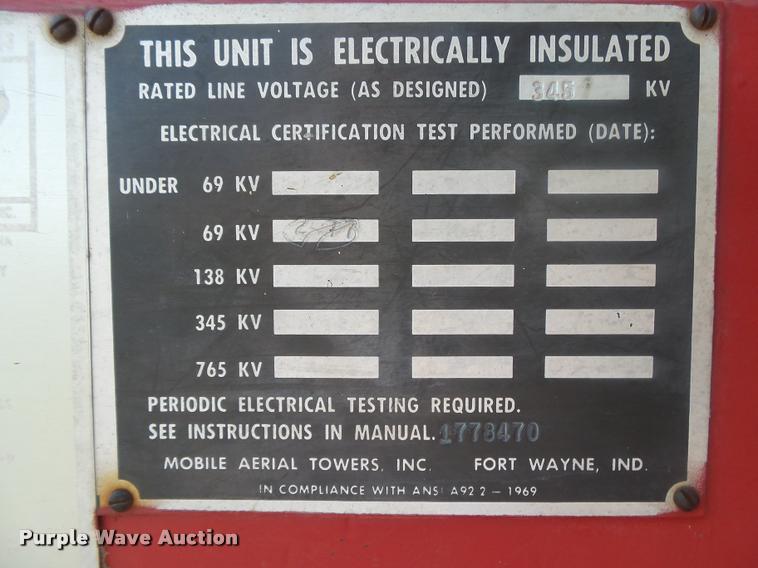 THIS UNIT IS ELECTRICALLY INSULATED
RATED LINE VOLTAGE (AS DESIGNED) 345 KV
ELECTRICAL CERTIFICATION TEST PERFORMED (DATE):
UNDER 69 KV
69 KV
138 KV
345 KV
765 KV
PERIODIC ELECTRICAL TESTING REQUIRED.
SEE INSTRUCTIONS IN MANUAL. 1778470
MOBILE AERIAL TOWERS, INC. FORT WAYNE, IND.
IN COMPLIANCE WITH ANSI A92 2 - 1969
Purple Wave Auction